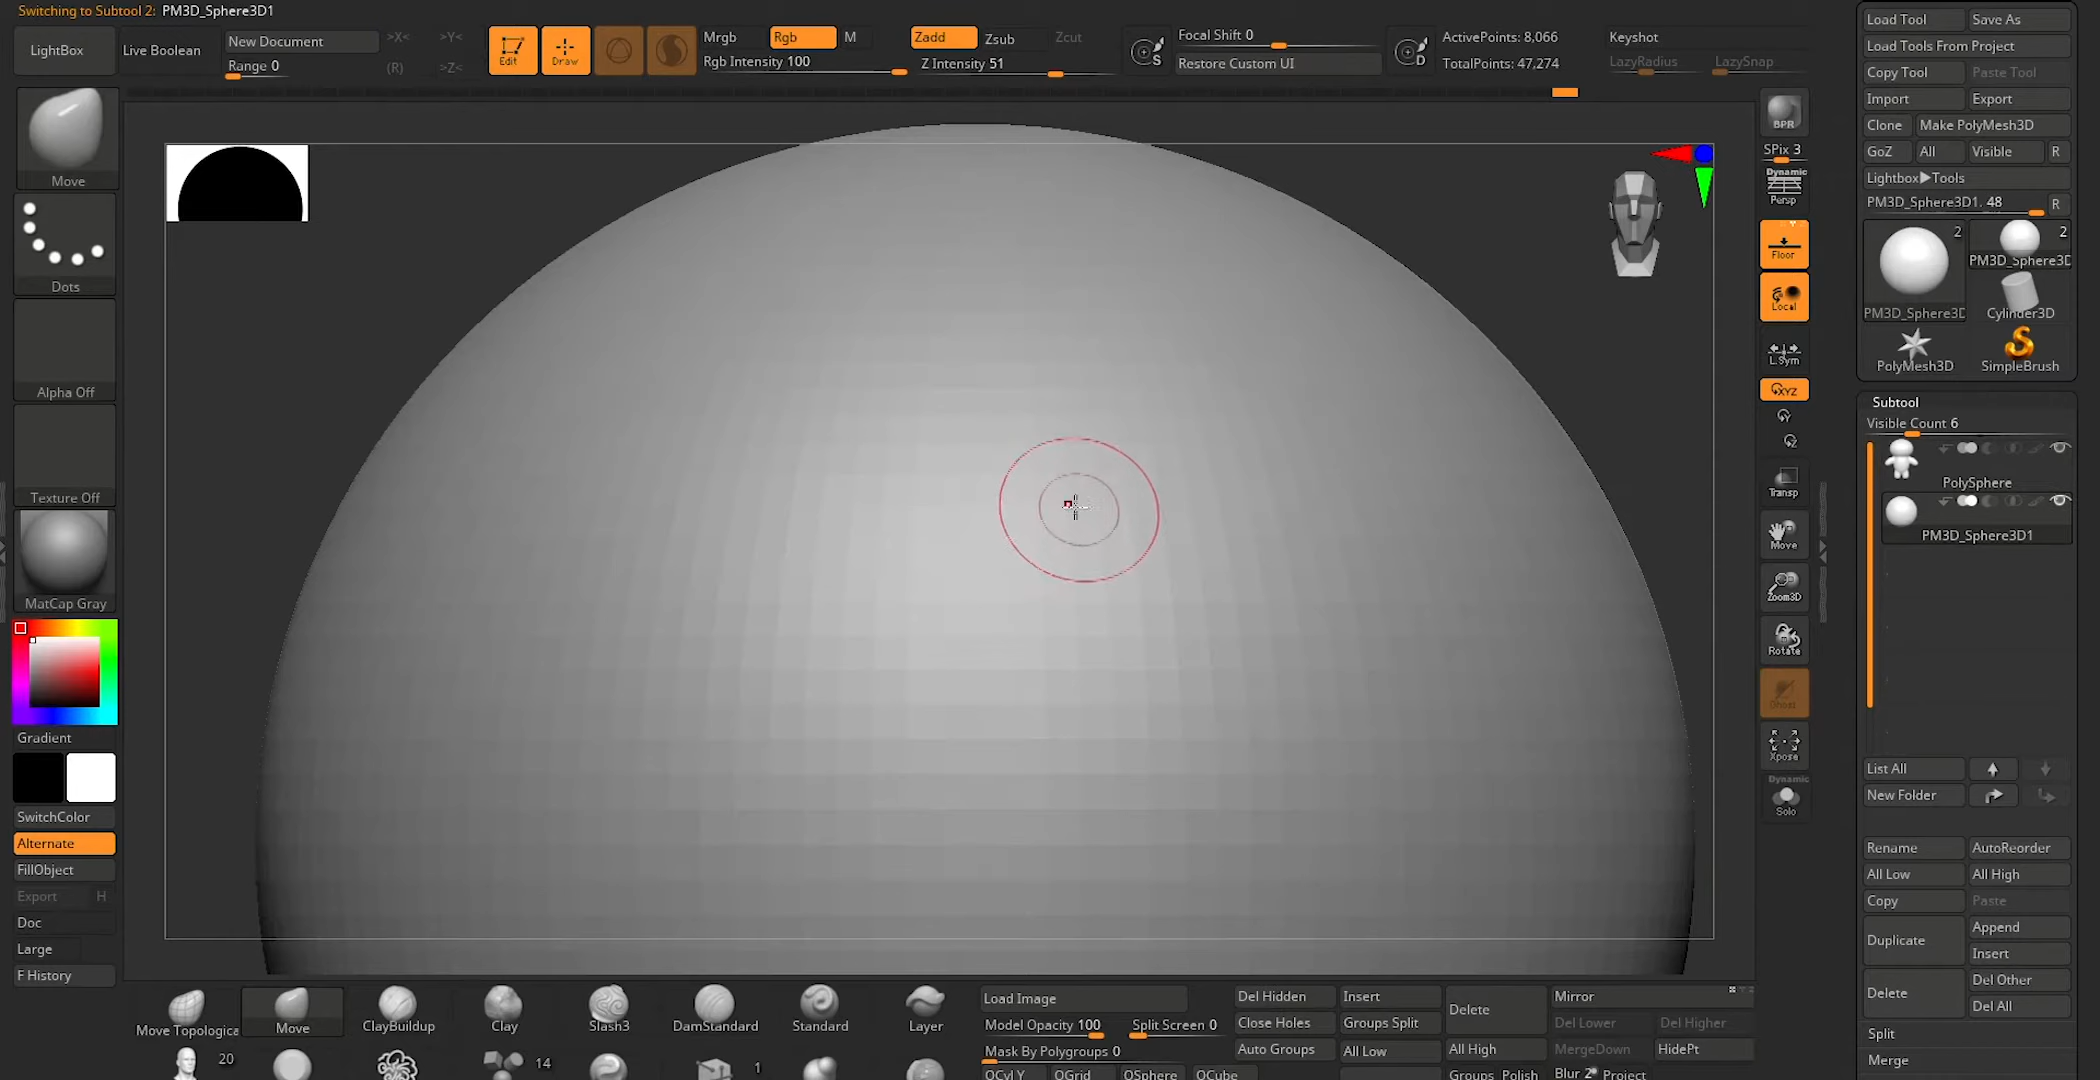 Switching to Subtool 2: PM3D_Sphere3D1
LightBox
Live Boolean
New Document
Range 0
>X<
>Y<
(R)
>Z<
Edit
Draw
Mrgb
Rgb
M
Rgb Intensity 100
Zadd
Zsub
Zcut
Z Intensity 51
S
Focal Shift 0
Restore Custom UI
D
ActivePoints: 8,066
TotalPoints: 47,274
Keyshot
LazyRadius
LazySnap
Move
Dots
Alpha Off
Texture Off
MatCap Gray
Gradient
SwitchColor
Alternate
FillObject
Export
H
Doc
Large
F History
BPR
SPix 3
Dynamic
Persp
Floor
Local
L.Sym
XYZ
Y
Z
Transp
Move
Zoom3D
Rotate
Ghost
Xpose
Dynamic
Solo
Load Tool
Save As
Load Tools From Project
Copy Tool
Paste Tool
Import
Export
Clone
Make PolyMesh3D
GoZ
All
Visible
R
Lightbox▶Tools
PM3D_Sphere3D1. 48
R
2
2
PM3D_Sphere3D
PM3D_Sphere3D
Cylinder3D
PolyMesh3D
SimpleBrush
Subtool
Visible Count 6
PolySphere
PM3D_Sphere3D1
List All
New Folder
Rename
AutoReorder
All Low
All High
Copy
Paste
Duplicate
Append
Insert
Delete
Del Other
Del All
Split
Merge
Move Topologica
Move
ClayBuildup
Clay
Slash3
DamStandard
Standard
Layer
20
14
1
Load Image
Model Opacity 100
Split Screen 0
Mask By Polygroups 0
QCyl Y
QGrid
QSphere
QCube
Del Hidden
Insert
Delete
Mirror
Close Holes
Groups Split
Del Lower
Del Higher
Auto Groups
All Low
All High
MergeDown
HidePt
Groups
Polish
Blur 2
Project